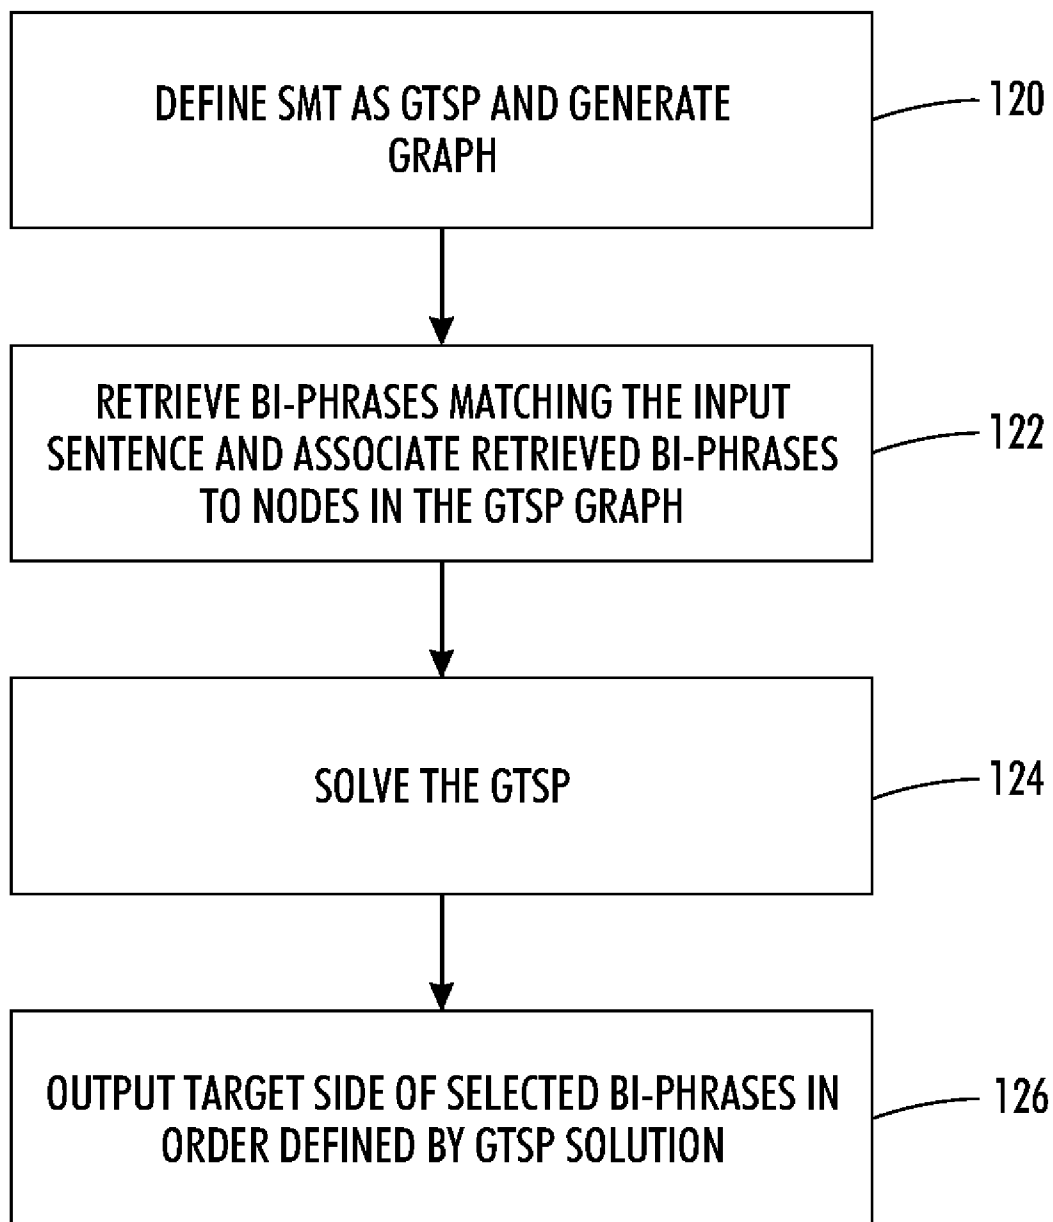 DEFINE SMT AS GTSP AND GENERATE
GRAPH
120
RETRIEVE BI-PHRASES MATCHING THE INPUT
SENTENCE AND ASSOCIATE RETRIEVED BI-PHRASES
TO NODES IN THE GTSP GRAPH
122
SOLVE THE GTSP
124
OUTPUT TARGET SIDE OF SELECTED BI-PHRASES IN
ORDER DEFINED BY GTSP SOLUTION
126